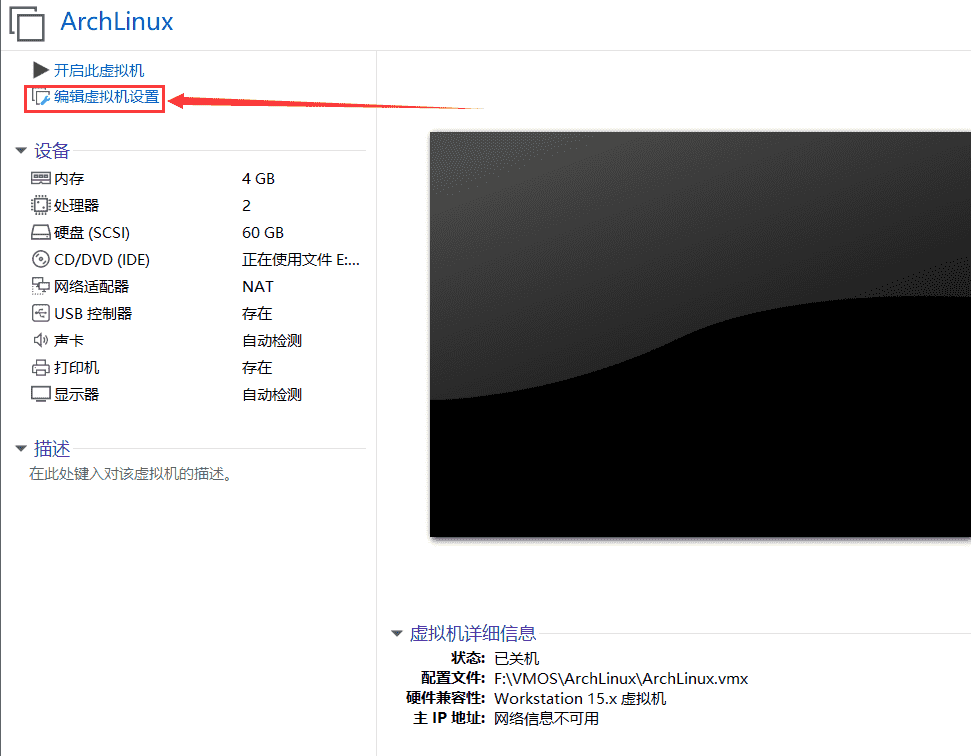 ArchLinux
开启此虚拟机
编辑虚拟机设置
设备
内存 4 GB
处理器 2
硬盘 (SCSI) 60 GB
CD/DVD (IDE) 正在使用文件 E:...
网络适配器 NAT
USB 控制器 存在
声卡 自动检测
打印机 存在
显示器 自动检测
描述
在此处键入对该虚拟机的描述。
虚拟机详细信息
状态: 已关机
配置文件: F:\VMOS\ArchLinux\ArchLinux.vmx
硬件兼容性: Workstation 15.x 虚拟机
主 IP 地址: 网络信息不可用